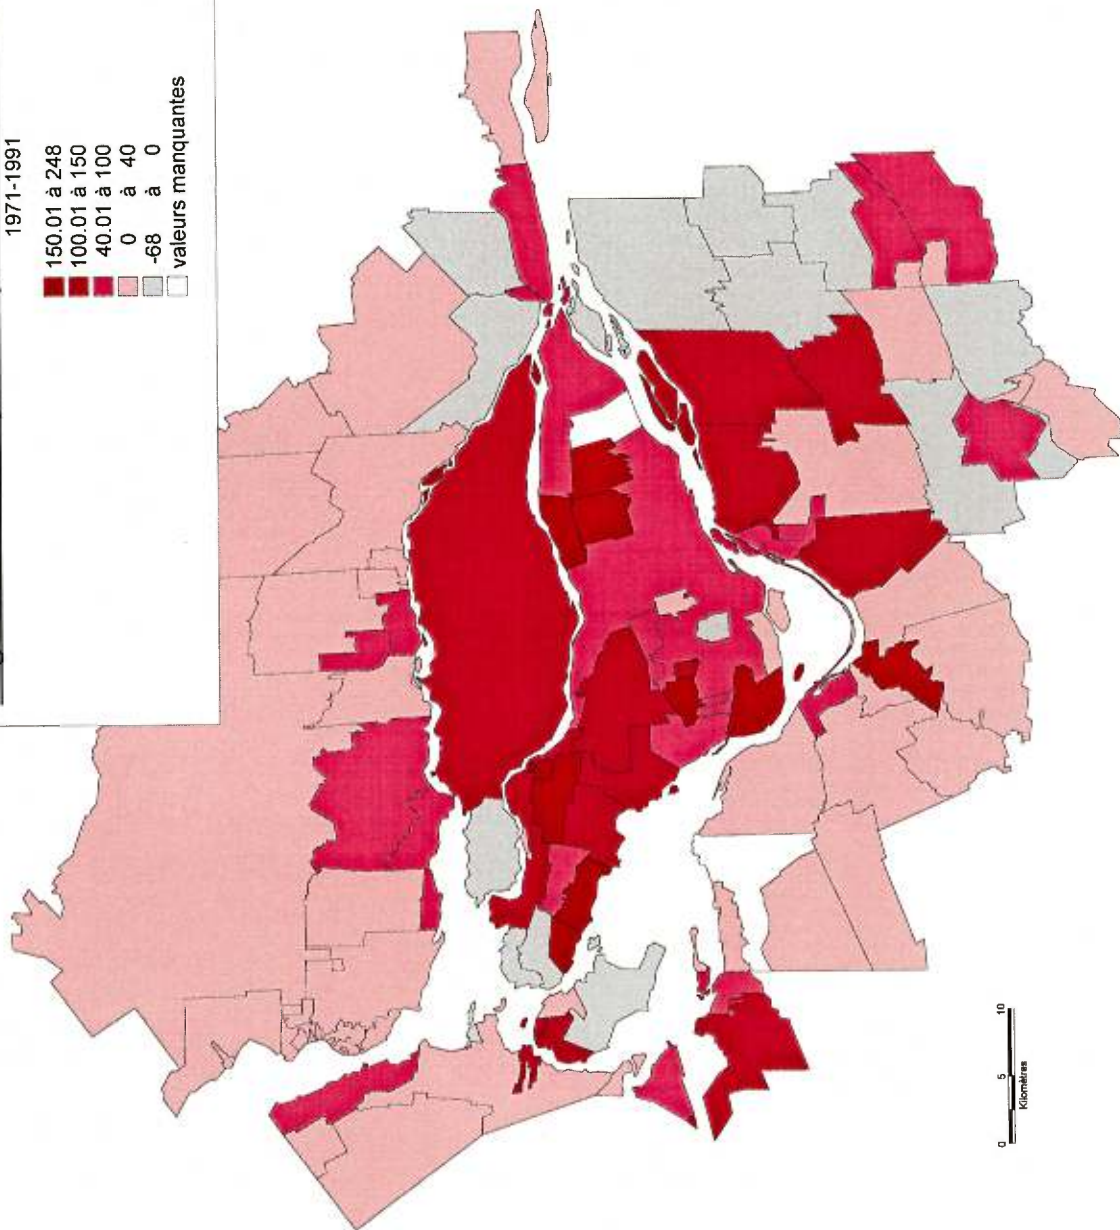 1971-1991
150.01 à 248
100.01 à 150
40.01 à 100
0 à 40
-68 à 0
valeurs manquantes
0 5 10
Kilomètres